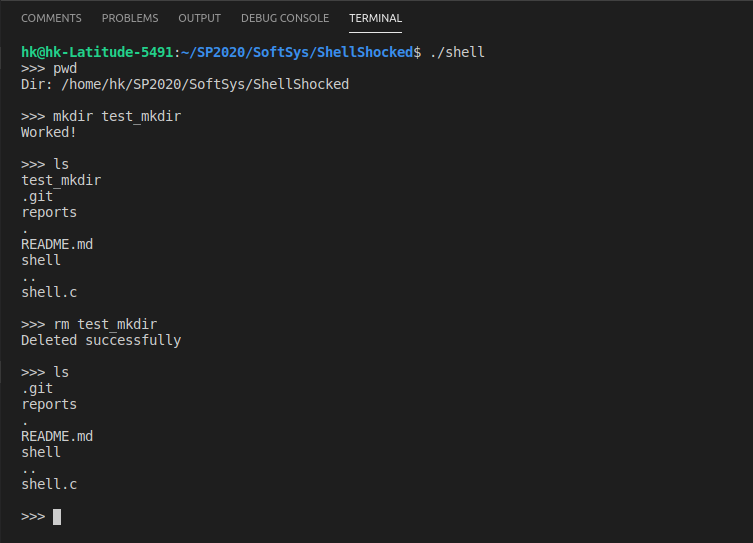 COMMENTS PROBLEMS OUTPUT DEBUG CONSOLE TERMINAL
hk@hk-Latitude-5491:~/SP2020/SoftSys/ShellShocked$ ./shell
>>> pwd
Dir: /home/hk/SP2020/SoftSys/ShellShocked
>>> mkdir test_mkdir
Worked!
>>> ls
test_mkdir
.git
reports
.
README.md
shell
..
shell.c
>>> rm test_mkdir
Deleted successfully
>>> ls
.git
reports
.
README.md
shell
..
shell.c
>>>